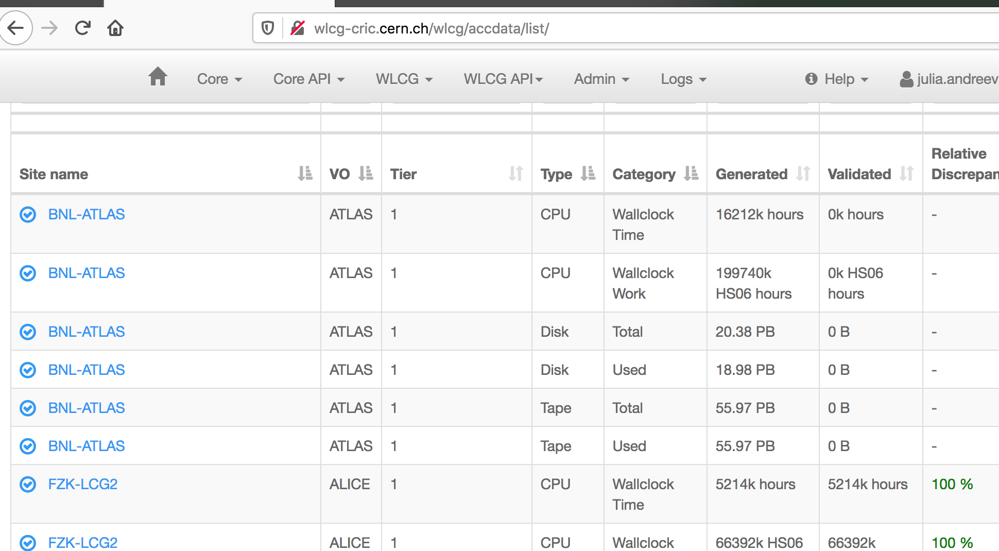 wlcg-cric.cern.ch/wlcg/accdata/list/
Core Core API WLCG WLCG API Admin Logs Help julia.andreev
Site name VO Tier Type Category Generated Validated Relative
Discrepan
BNL-ATLAS ATLAS 1 CPU Wallclock 16212k hours 0k hours -
Time
BNL-ATLAS ATLAS 1 CPU Wallclock 199740k 0k HS06 -
Work HS06 hours hours
BNL-ATLAS ATLAS 1 Disk Total 20.38 PB 0 B -
BNL-ATLAS ATLAS 1 Disk Used 18.98 PB 0 B -
BNL-ATLAS ATLAS 1 Tape Total 55.97 PB 0 B -
BNL-ATLAS ATLAS 1 Tape Used 55.97 PB 0 B -
FZK-LCG2 ALICE 1 CPU Wallclock 5214k hours 5214k hours 100 %
Time
FZK-LCG2 ALICE 1 CPU Wallclock 66392k HS06 66392k 100 %